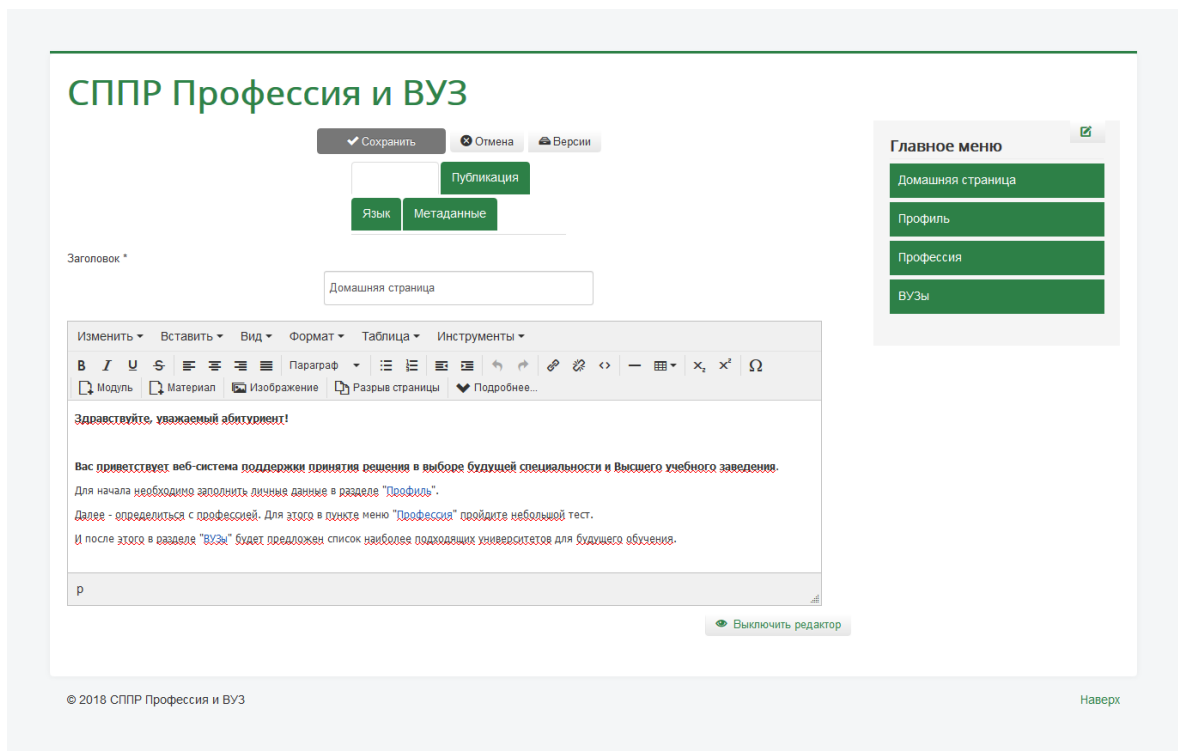 СППР Профессия и ВУЗ
Сохранить Отмена Версии
Публикация
Язык Метаданные
Заголовок *
Домашняя страница
Изменить Вставить Вид Формат Таблица Инструменты
B I U S Параграф x₂ x² Ω
Модуль Материал Изображение Разрыв страницы Подробнее...
Здравствуйте, уважаемый абитуриент!
Вас приветствует веб-система поддержки принятия решения в выборе будущей специальности и Высшего учебного заведения.
Для начала необходимо заполнить личные данные в разделе "Профиль".
Далее - определиться с профессией. Для этого в пункте меню "Профессия" пройдите небольшой тест.
И после этого в разделе "ВУЗы" будет предложен список наиболее подходящих университетов для будущего обучения.
p
Выключить редактор
Главное меню
Домашняя страница
Профиль
Профессия
ВУЗы
© 2018 СППР Профессия и ВУЗ
Наверх